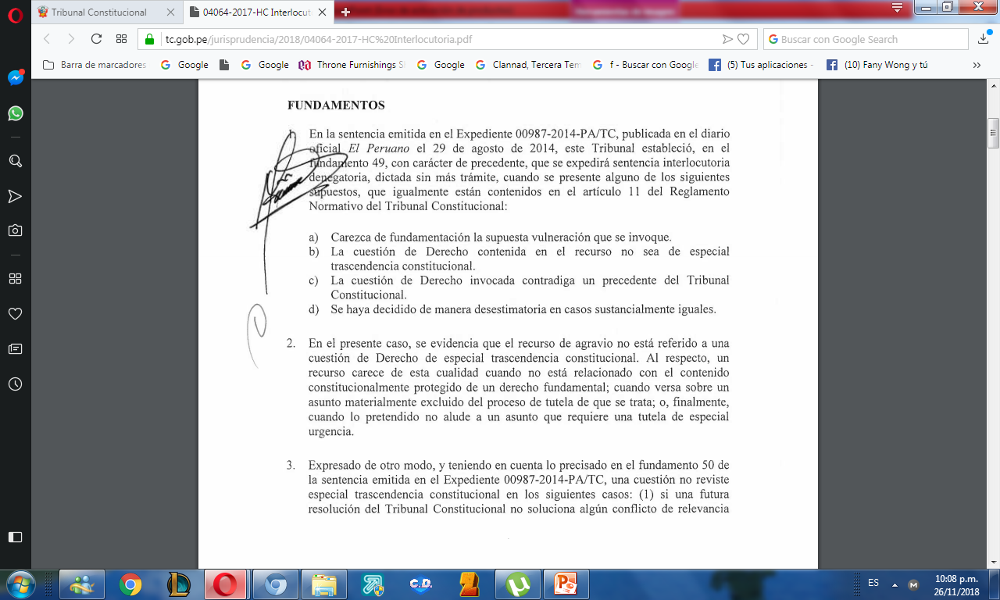 Tribunal Constitucional
04064-2017-HC Interlocut
tc.gob.pe/jurisprudencia/2018/04064-2017-HC%20Interlocutoria.pdf
Buscar con Google Search
Barra de marcadores
Google
Google
Throne Furnishings S
Google
Clannad, Tercera Tem
f - Buscar con Google
(5) Tus aplicaciones -
(10) Fany Wong y tú
FUNDAMENTOS
En la sentencia emitida en el Expediente 00987-2014-PA/TC, publicada en el diario
oficial El Peruano el 29 de agosto de 2014, este Tribunal estableció, en el
fundamento 49, con carácter de precedente, que se expedirá sentencia interlocutoria
denegatoria, dictada sin más trámite, cuando se presente alguno de los siguientes
supuestos, que igualmente están contenidos en el artículo 11 del Reglamento
Normativo del Tribunal Constitucional:
a) Carezca de fundamentación la supuesta vulneración que se invoque.
b) La cuestión de Derecho contenida en el recurso no sea de especial
trascendencia constitucional.
c) La cuestión de Derecho invocada contradiga un precedente del Tribunal
Constitucional.
d) Se haya decidido de manera desestimatoria en casos sustancialmente iguales.
2. En el presente caso, se evidencia que el recurso de agravio no está referido a una
cuestión de Derecho de especial trascendencia constitucional. Al respecto, un
recurso carece de esta cualidad cuando no está relacionado con el contenido
constitucionalmente protegido de un derecho fundamental; cuando versa sobre un
asunto materialmente excluido del proceso de tutela de que se trata; o, finalmente,
cuando lo pretendido no alude a un asunto que requiere una tutela de especial
urgencia.
3. Expresado de otro modo, y teniendo en cuenta lo precisado en el fundamento 50 de
la sentencia emitida en el Expediente 00987-2014-PA/TC, una cuestión no reviste
especial trascendencia constitucional en los siguientes casos: (1) si una futura
resolución del Tribunal Constitucional no soluciona algún conflicto de relevancia
C.D.
ES
10:08 p.m.
26/11/2018